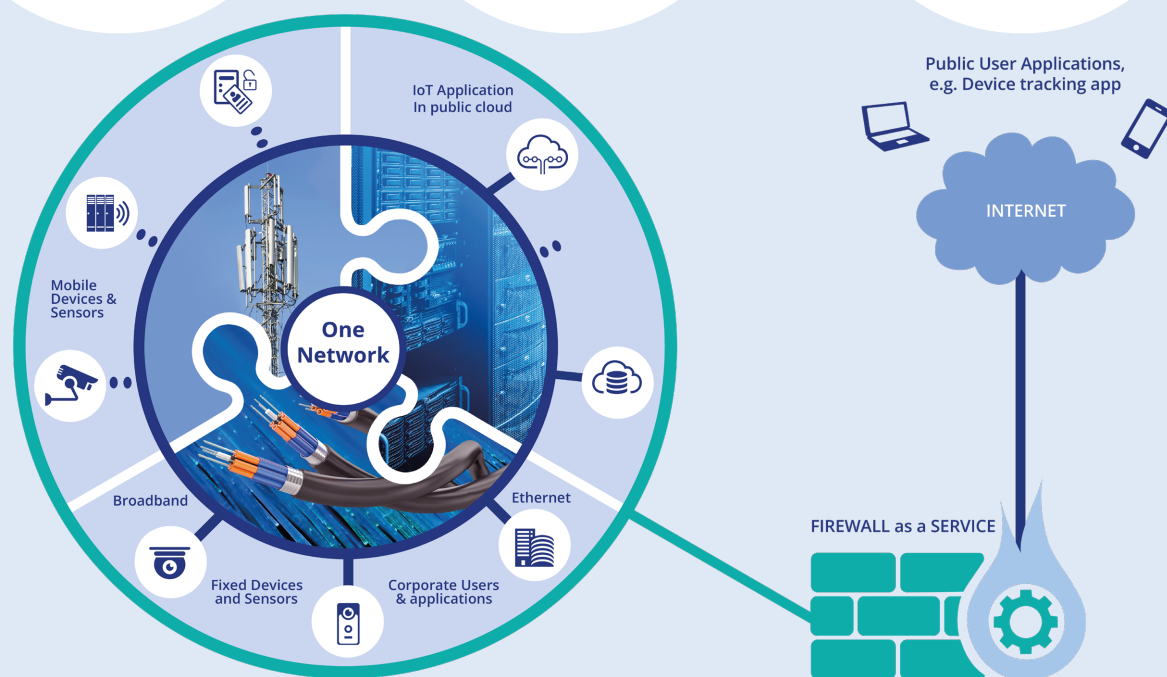 IoT Application
In public cloud
Mobile
Devices &
Sensors
One
Network
Broadband
Ethernet
Fixed Devices
and Sensors
Corporate Users
& applications
Public User Applications,
e.g. Device tracking app
INTERNET
FIREWALL as a SERVICE